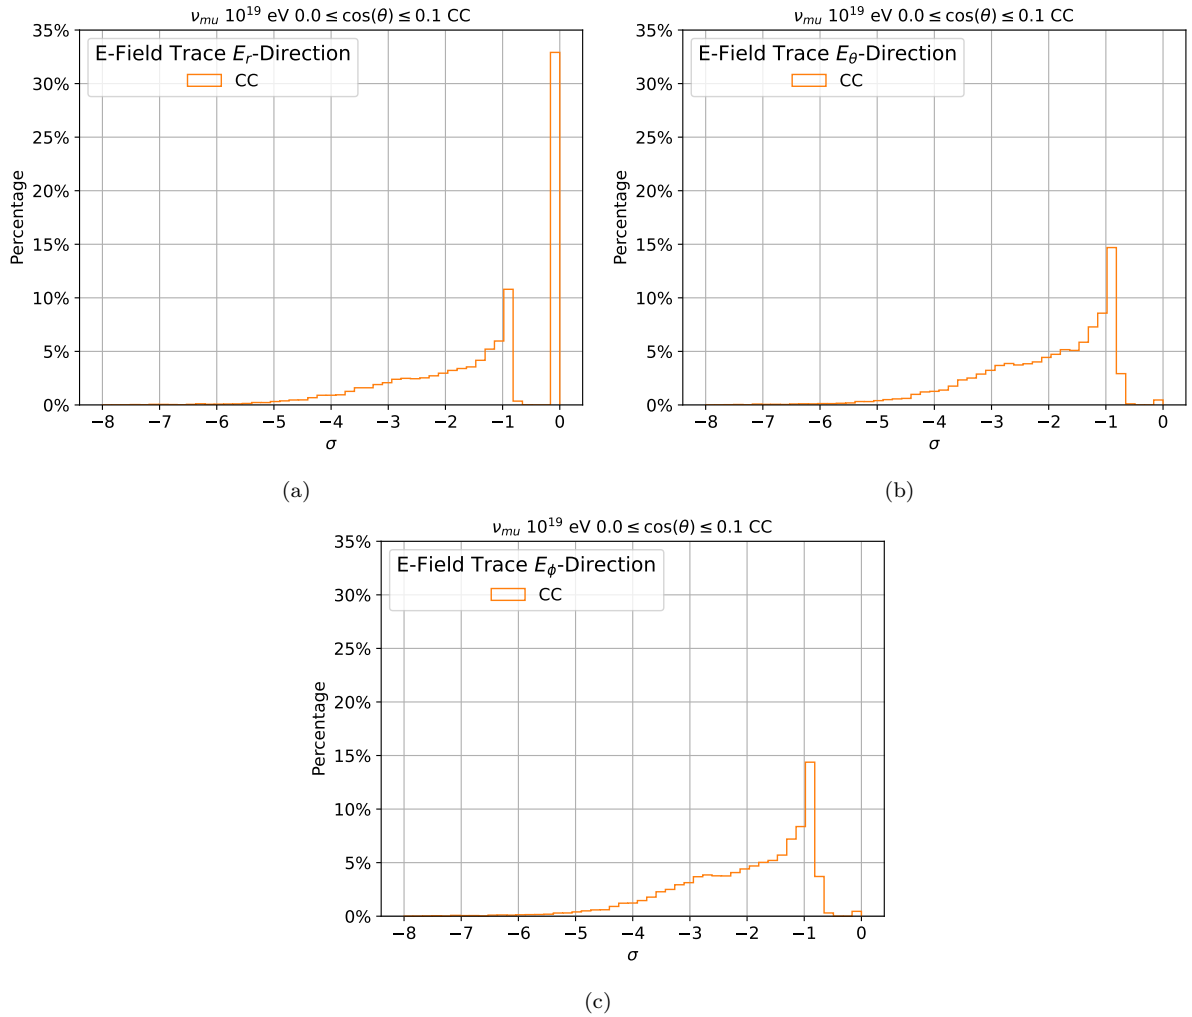 ν_mu 10^19 eV 0.0 ≤ cos(θ) ≤ 0.1 CC
35%
30%
25%
20%
15%
10%
5%
0%
Percentage
E-Field Trace E_r-Direction
CC
−8 −7 −6 −5 −4 −3 −2 −1 0
σ
(a)
ν_mu 10^19 eV 0.0 ≤ cos(θ) ≤ 0.1 CC
35%
30%
25%
20%
15%
10%
5%
0%
Percentage
E-Field Trace E_θ-Direction
CC
−8 −7 −6 −5 −4 −3 −2 −1 0
σ
(b)
ν_mu 10^19 eV 0.0 ≤ cos(θ) ≤ 0.1 CC
35%
30%
25%
20%
15%
10%
5%
0%
Percentage
E-Field Trace E_ϕ-Direction
CC
−8 −7 −6 −5 −4 −3 −2 −1 0
σ
(c)